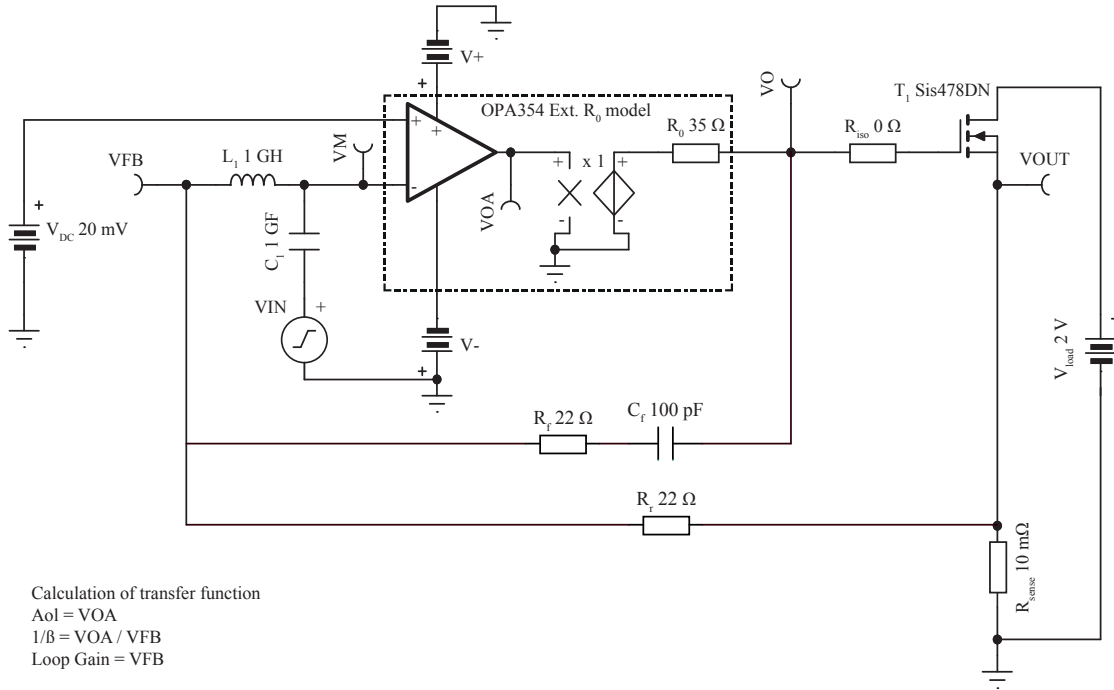 V+
OPA354 Ext. R0 model
VO
T1 Sis478DN
+
+
+
R0 35 Ω
Riso 0 Ω
VFB
L1 1 GH
VM
x 1
+
+
VOUT
-
VOA
-
-
+
VDC 20 mV
C1 1 GF
VIN
+
V-
+
Vload 2 V
+
Rf 22 Ω
Cf 100 pF
Rr 22 Ω
Rsense 10 mΩ
Calculation of transfer function
Aol = VOA
1/ß = VOA / VFB
Loop Gain = VFB